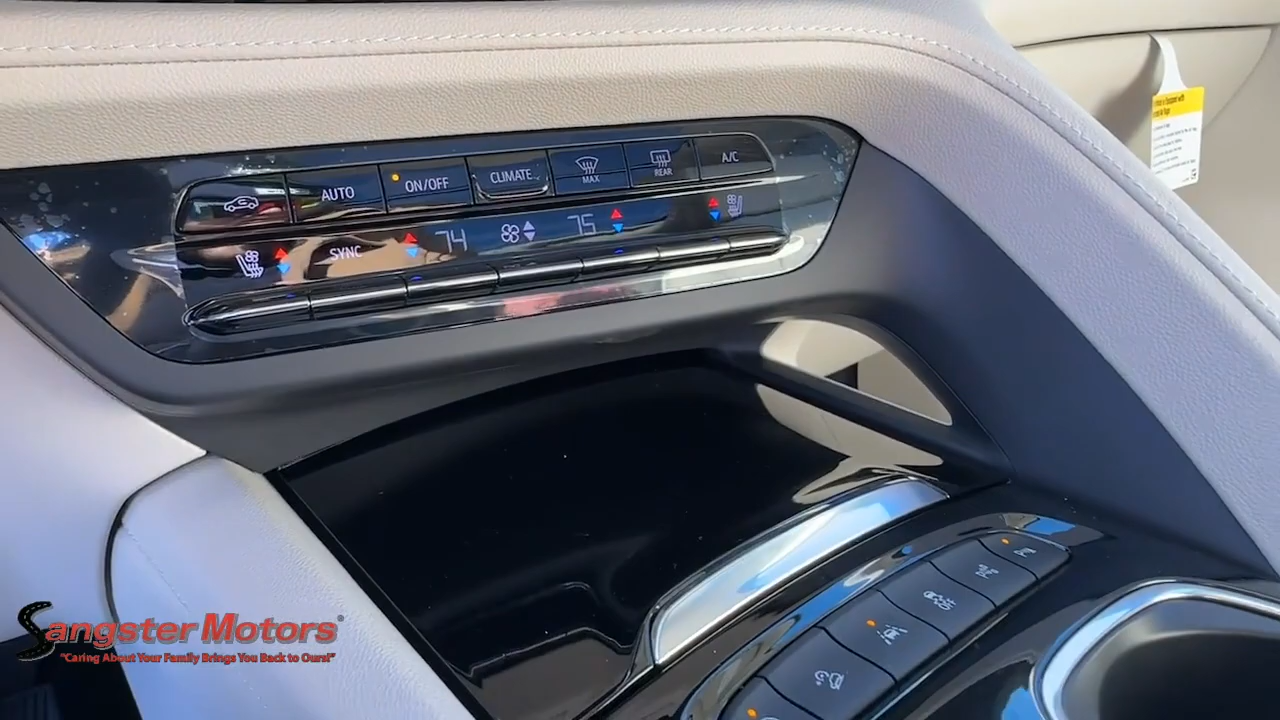 AUTO
ON/OFF
CLIMATE
MAX
REAR
A/C
SYNC
74
75
Sangster Motors®
"Caring About Your Family Brings You Back to Ours!"